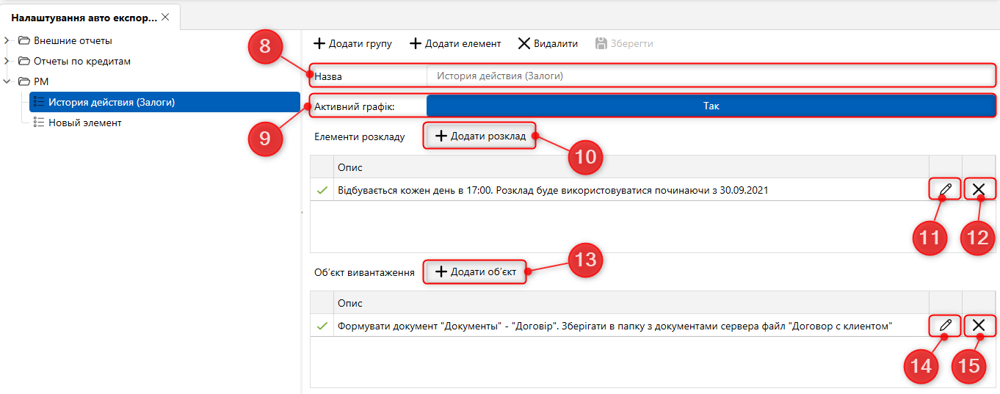 Налаштування авто експор...
Внешние отчеты
Отчеты по кредитам
РМ
История действия (Залоги)
Новый элемент
Додати групу Додати елемент Видалити Зберегти
8
Назва История действия (Залоги)
Активний графік: Так
9
Елементи розкладу Додати розклад
10
Опис
Відбувається кожен день в 17:00. Розклад буде використовуватися починаючи з 30.09.2021
11 12
13
Об'єкт вивантаження Додати об'єкт
Опис
Формувати документ "Документы" - "Договір". Зберігати в папку з документами сервера файл "Договор с клиентом"
14 15